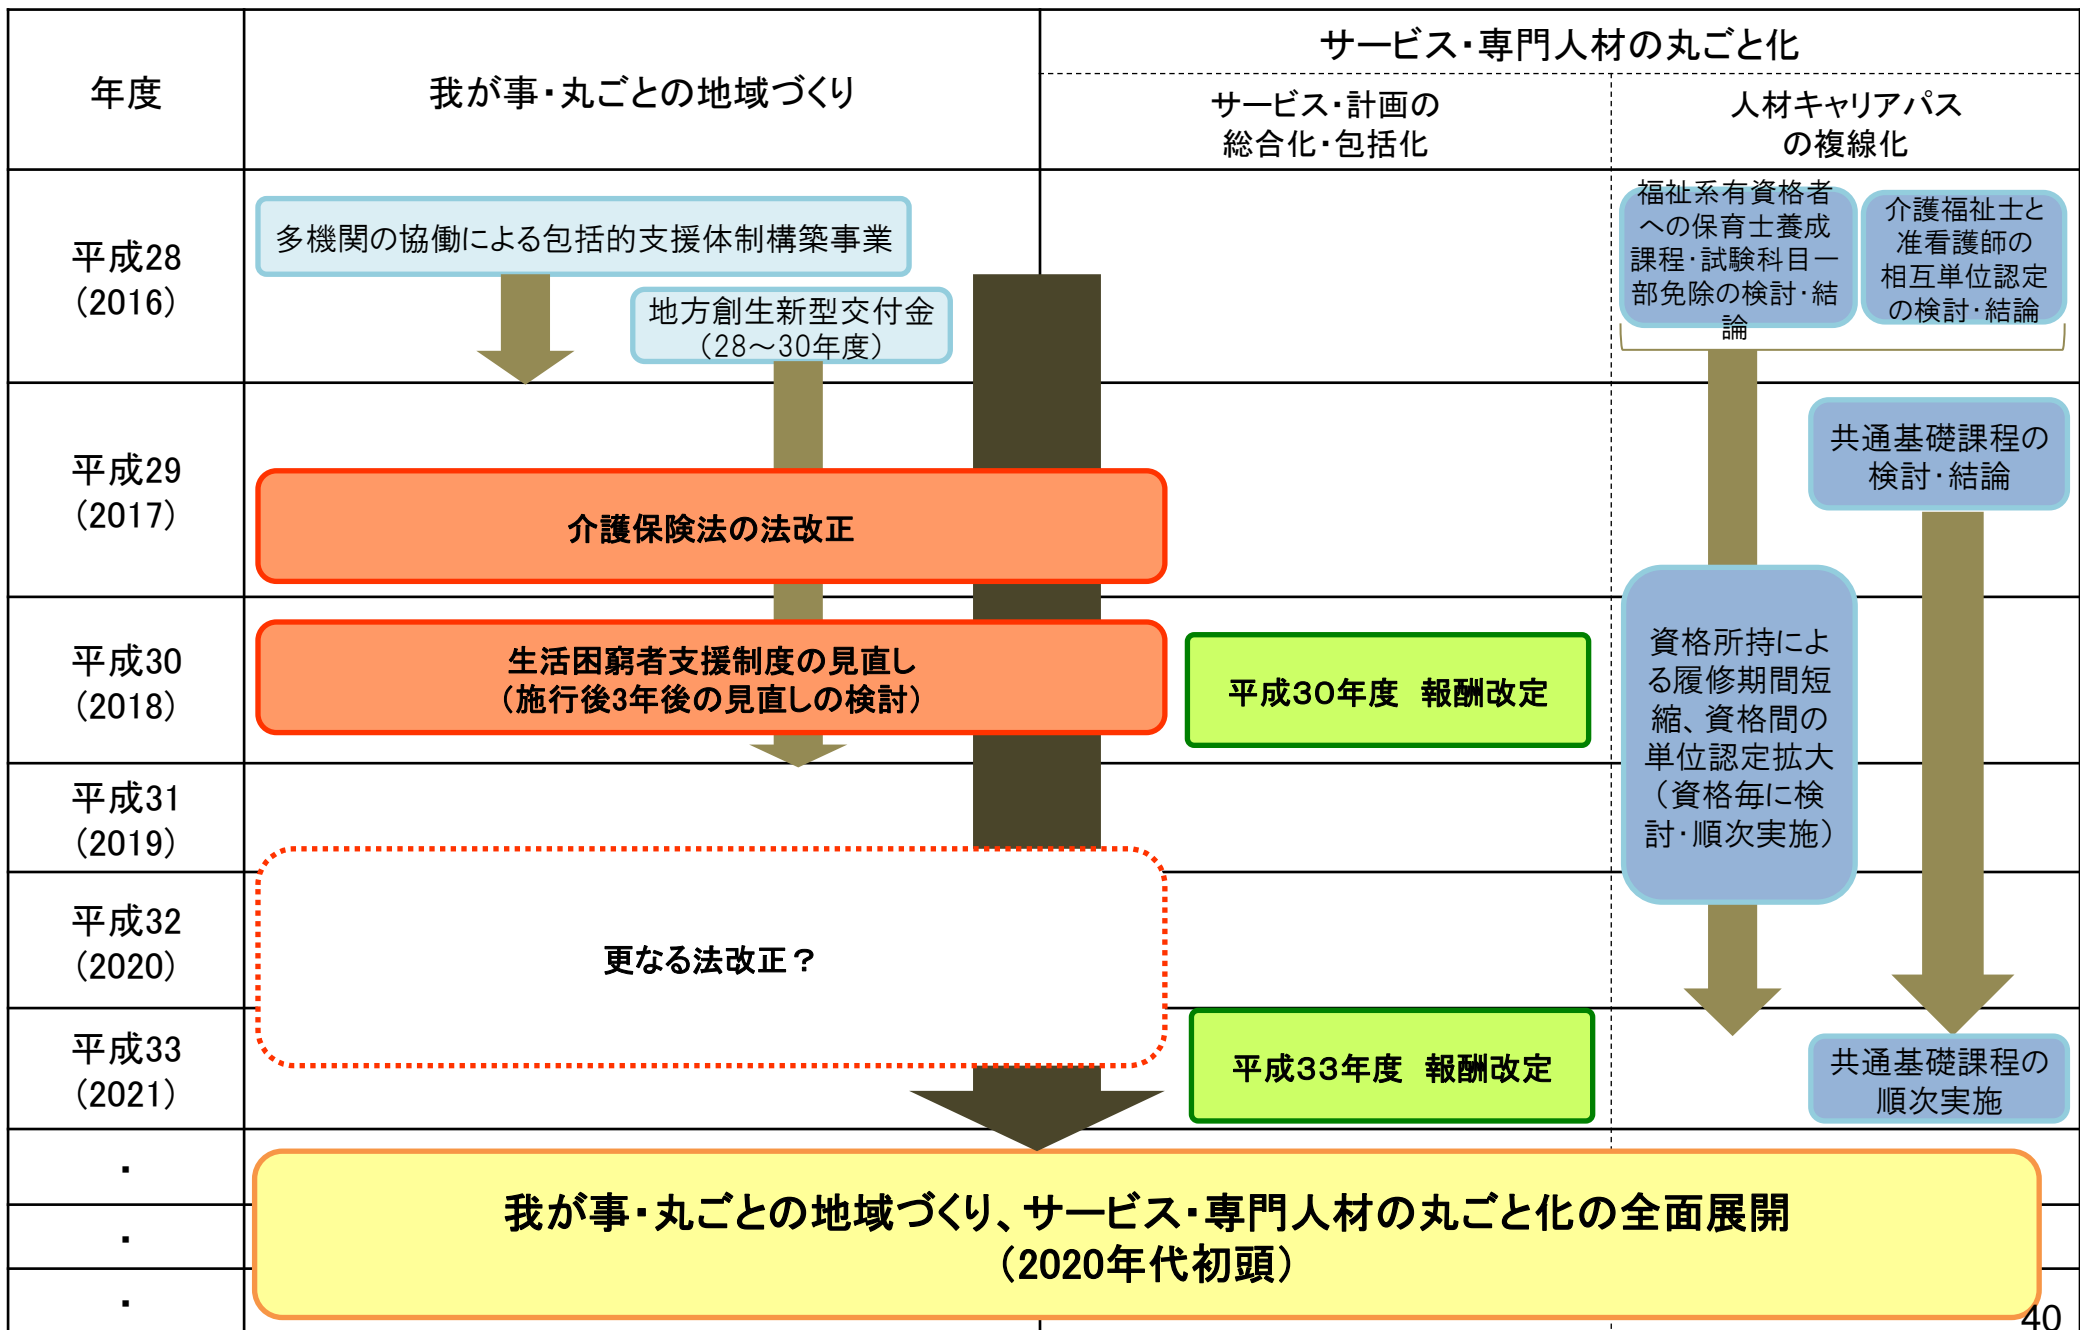 年度
我が事・丸ごとの地域づくり
サービス・専門人材の丸ごと化
サービス・計画の
総合化・包括化
人材キャリアパス
の複線化
平成28
(2016)
多機関の協働による包括的支援体制構築事業
地方創生新型交付金
(28～30年度)
福祉系有資格者
への保育士養成
課程・試験科目一
部免除の検討・結
論
介護福祉士と
准看護師の
相互単位認定
の検討・結論
平成29
(2017)
介護保険法の法改正
共通基礎課程の
検討・結論
平成30
(2018)
生活困窮者支援制度の見直し
(施行後3年後の見直しの検討)
平成30年度 報酬改定
資格所持によ
る履修期間短
縮、資格間の
単位認定拡大
(資格毎に検
討・順次実施)
平成31
(2019)
平成32
(2020)
更なる法改正？
平成33
(2021)
平成33年度 報酬改定
共通基礎課程の
順次実施
・
・
・
我が事・丸ごとの地域づくり、サービス・専門人材の丸ごと化の全面展開
(2020年代初頭)
40